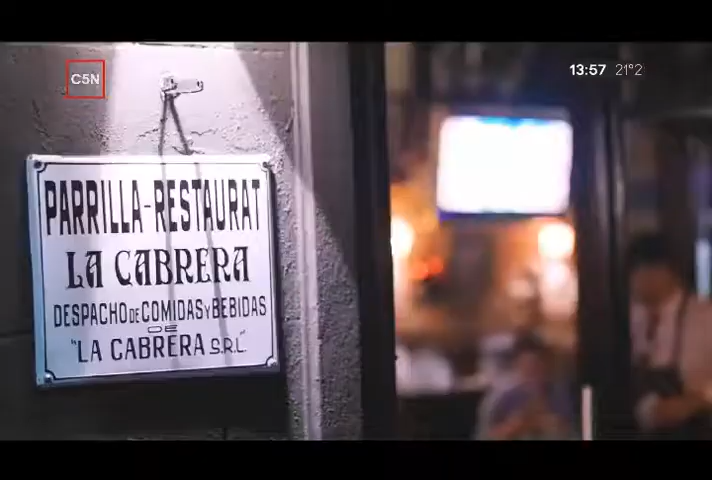 C5N
13:57 21°2
PARRILLA-RESTAURAT
LA CABRERA
DESPACHO DE COMIDAS Y BEBIDAS
DE
"LA CABRERA S.R.L."